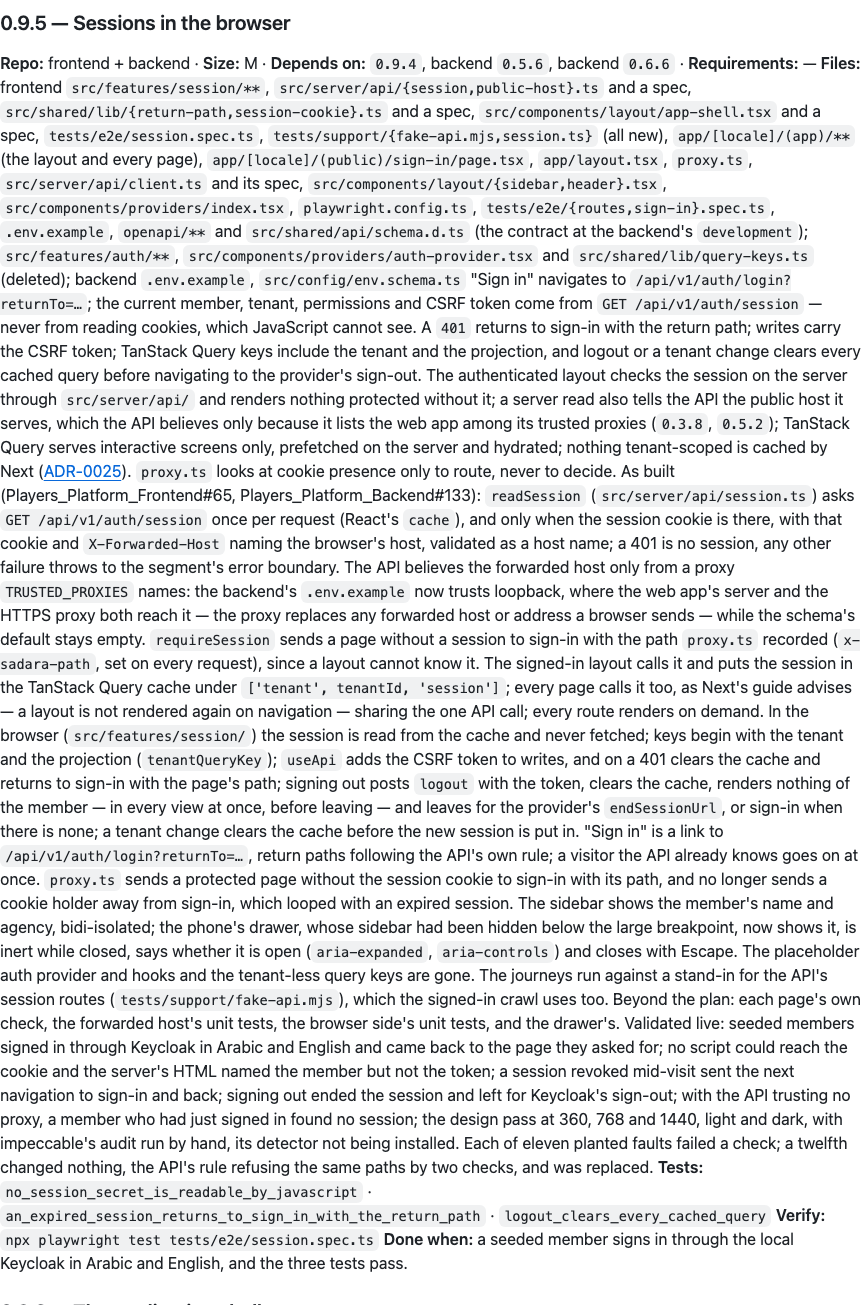 0.9.5 — Sessions in the browser
Repo: frontend + backend · Size: M · Depends on: 0.9.4 , backend 0.5.6 , backend 0.6.6 · Requirements: — Files:
frontend src/features/session/** , src/server/api/{session,public-host}.ts and a spec,
src/shared/lib/{return-path,session-cookie}.ts and a spec, src/components/layout/app-shell.tsx and a
spec, tests/e2e/session.spec.ts , tests/support/{fake-api.mjs,session.ts} (all new), app/[locale]/(app)/**
(the layout and every page), app/[locale]/(public)/sign-in/page.tsx , app/layout.tsx , proxy.ts ,
src/server/api/client.ts and its spec, src/components/layout/{sidebar,header}.tsx ,
src/components/providers/index.tsx , playwright.config.ts , tests/e2e/{routes,sign-in}.spec.ts ,
.env.example , openapi/** and src/shared/api/schema.d.ts (the contract at the backend's development );
src/features/auth/** , src/components/providers/auth-provider.tsx and src/shared/lib/query-keys.ts
(deleted); backend .env.example , src/config/env.schema.ts "Sign in" navigates to /api/v1/auth/login?
returnTo=… ; the current member, tenant, permissions and CSRF token come from GET /api/v1/auth/session —
never from reading cookies, which JavaScript cannot see. A 401 returns to sign-in with the return path; writes carry
the CSRF token; TanStack Query keys include the tenant and the projection, and logout or a tenant change clears every
cached query before navigating to the provider's sign-out. The authenticated layout checks the session on the server
through src/server/api/ and renders nothing protected without it; a server read also tells the API the public host it
serves, which the API believes only because it lists the web app among its trusted proxies ( 0.3.8 , 0.5.2 ); TanStack
Query serves interactive screens only, prefetched on the server and hydrated; nothing tenant-scoped is cached by
Next (ADR-0025). proxy.ts looks at cookie presence only to route, never to decide. As built
(Players_Platform_Frontend#65, Players_Platform_Backend#133): readSession ( src/server/api/session.ts ) asks
GET /api/v1/auth/session once per request (React's cache ), and only when the session cookie is there, with that
cookie and X-Forwarded-Host naming the browser's host, validated as a host name; a 401 is no session, any other
failure throws to the segment's error boundary. The API believes the forwarded host only from a proxy
TRUSTED_PROXIES names: the backend's .env.example now trusts loopback, where the web app's server and the
HTTPS proxy both reach it — the proxy replaces any forwarded host or address a browser sends — while the schema's
default stays empty. requireSession sends a page without a session to sign-in with the path proxy.ts recorded ( x-
sadara-path , set on every request), since a layout cannot know it. The signed-in layout calls it and puts the session in
the TanStack Query cache under ['tenant', tenantId, 'session'] ; every page calls it too, as Next's guide advises
— a layout is not rendered again on navigation — sharing the one API call; every route renders on demand. In the
browser ( src/features/session/ ) the session is read from the cache and never fetched; keys begin with the tenant
and the projection ( tenantQueryKey ); useApi adds the CSRF token to writes, and on a 401 clears the cache and
returns to sign-in with the page's path; signing out posts logout with the token, clears the cache, renders nothing of
the member — in every view at once, before leaving — and leaves for the provider's endSessionUrl , or sign-in when
there is none; a tenant change clears the cache before the new session is put in. "Sign in" is a link to
/api/v1/auth/login?returnTo=… , return paths following the API's own rule; a visitor the API already knows goes on at
once. proxy.ts sends a protected page without the session cookie to sign-in with its path, and no longer sends a
cookie holder away from sign-in, which looped with an expired session. The sidebar shows the member's name and
agency, bidi-isolated; the phone's drawer, whose sidebar had been hidden below the large breakpoint, now shows it, is
inert while closed, says whether it is open ( aria-expanded , aria-controls ) and closes with Escape. The placeholder
auth provider and hooks and the tenant-less query keys are gone. The journeys run against a stand-in for the API's
session routes ( tests/support/fake-api.mjs ), which the signed-in crawl uses too. Beyond the plan: each page's own
check, the forwarded host's unit tests, the browser side's unit tests, and the drawer's. Validated live: seeded members
signed in through Keycloak in Arabic and English and came back to the page they asked for; no script could reach the
cookie and the server's HTML named the member but not the token; a session revoked mid-visit sent the next
navigation to sign-in and back; signing out ended the session and left for Keycloak's sign-out; with the API trusting no
proxy, a member who had just signed in found no session; the design pass at 360, 768 and 1440, light and dark, with
impeccable's audit run by hand, its detector not being installed. Each of eleven planted faults failed a check; a twelfth
changed nothing, the API's rule refusing the same paths by two checks, and was replaced. Tests:
no_session_secret_is_readable_by_javascript ·
an_expired_session_returns_to_sign_in_with_the_return_path · logout_clears_every_cached_query Verify:
npx playwright test tests/e2e/session.spec.ts Done when: a seeded member signs in through the local
Keycloak in Arabic and English, and the three tests pass.